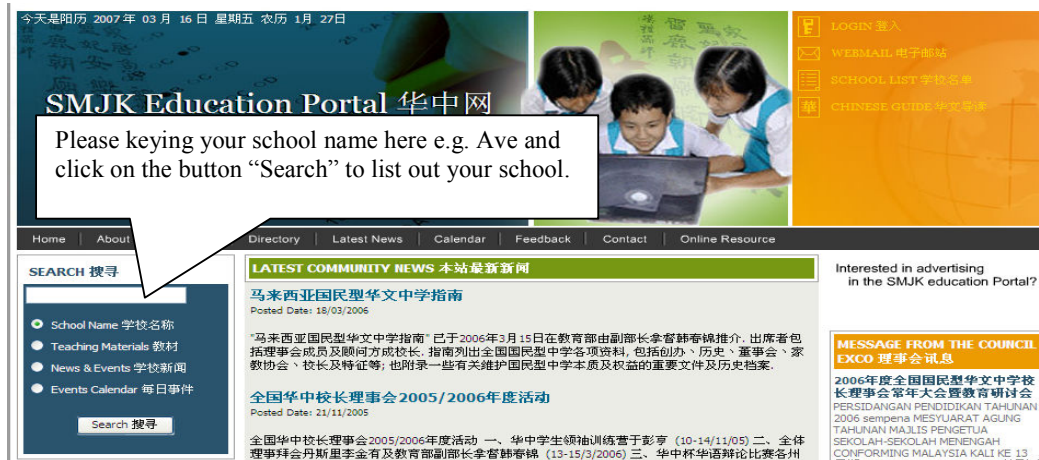 今天是阳历 2007年 03月 16日 星期五 农历 1月 27日
SMJK Education Portal 华中网
Please keying your school name here e.g. Ave and
click on the button “Search” to list out your school.
LOGIN 登入
WEBMAIL 电子邮站
SCHOOL LIST 学校名单
華 CHINESE GUIDE 华文导读
Home | About
Directory | Latest News | Calendar | Feedback | Contact | Online Resource
SEARCH 搜寻
School Name 学校名称
Teaching Materials 教材
News & Events 学校新闻
Events Calendar 每日事件
Search 搜寻
LATEST COMMUNITY NEWS 本站最新新闻
马来西亚国民型华文中学指南
Posted Date: 18/03/2006
"马来西亚国民型华文中学指南" 已于2006年3月15日在教育部由副部长拿督韩春锦推介. 出席者包
括理事会成员及顾问方成校长. 指南列出全国国民型中学各项资料, 包括创办、历史、董事会、家
教协会、校长及特征等; 也附录一些有关维护国民型中学本质及权益的重要文件及历史档案.
全国华中校长理事会2005/2006年度活动
Posted Date: 21/11/2005
全国华中校长理事会2005/2006年度活动 一、华中学生领袖训练营于彭亨 (10-14/11/05) 二、全体
理事拜会丹斯里李金有及教育部副部长拿督韩春锦 (13-15/3/2006) 三、华中杯华语辩论比赛各州
Interested in advertising
in the SMJK education Portal?
MESSAGE FROM THE COUNCIL
EXCO 理事会讯息
2006年度全国国民型华文中学校
长理事会常年大会暨教育研讨会
PERSIDANGAN PENDIDIKAN TAHUNAN
2006 sempena MESYUARAT AGUNG
TAHUNAN MAJLIS PENGETUA
SEKOLAH-SEKOLAH MENENGAH
CONFORMING MALAYSIA KALI KE 13